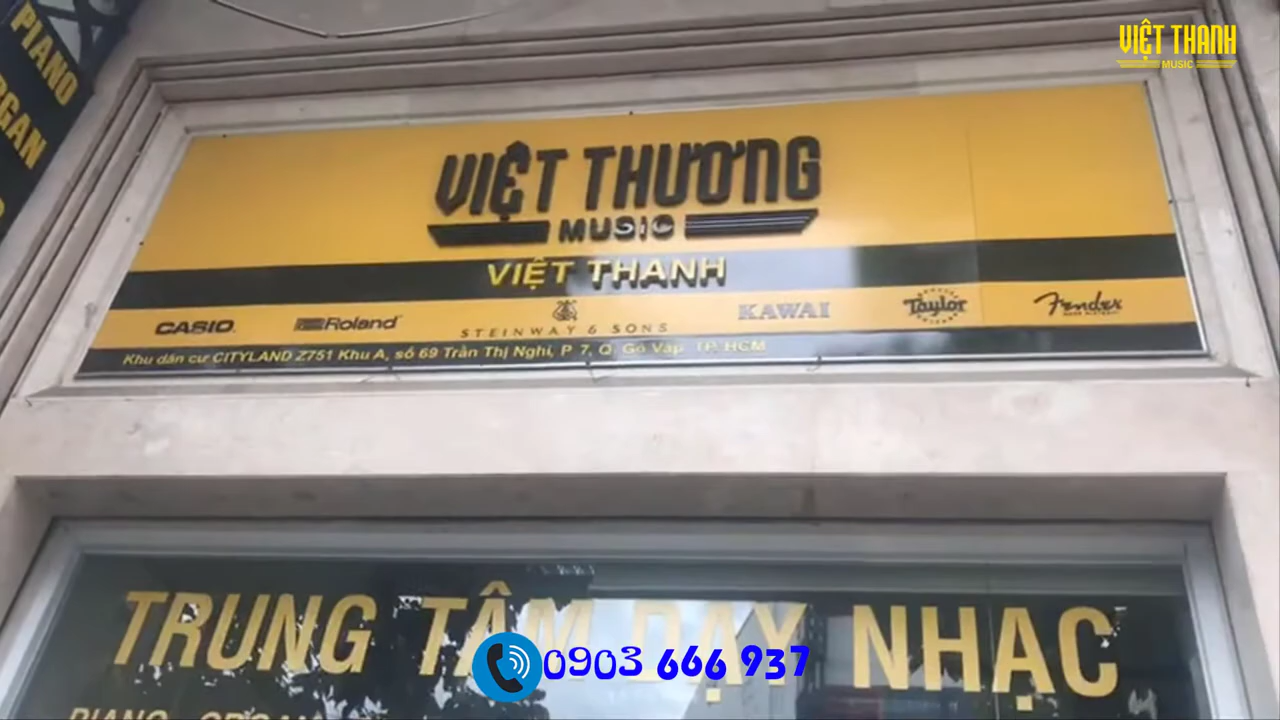 PIANO
VIỆT THANH
MUSIC
VIỆT THƯƠNG
MUSIC
VIỆT THANH
CASIO
Roland
STEINWAY & SONS
KAWAI
Taylor
Fender
Khu dân cư CITYLAND Z751 Khu A, số 69 Trần Thị Nghỉ, P 7, Q. Gò Vấp, TP. HCM
TRUNG TÂM DẠY NHẠC
0903 666 937
PIANO